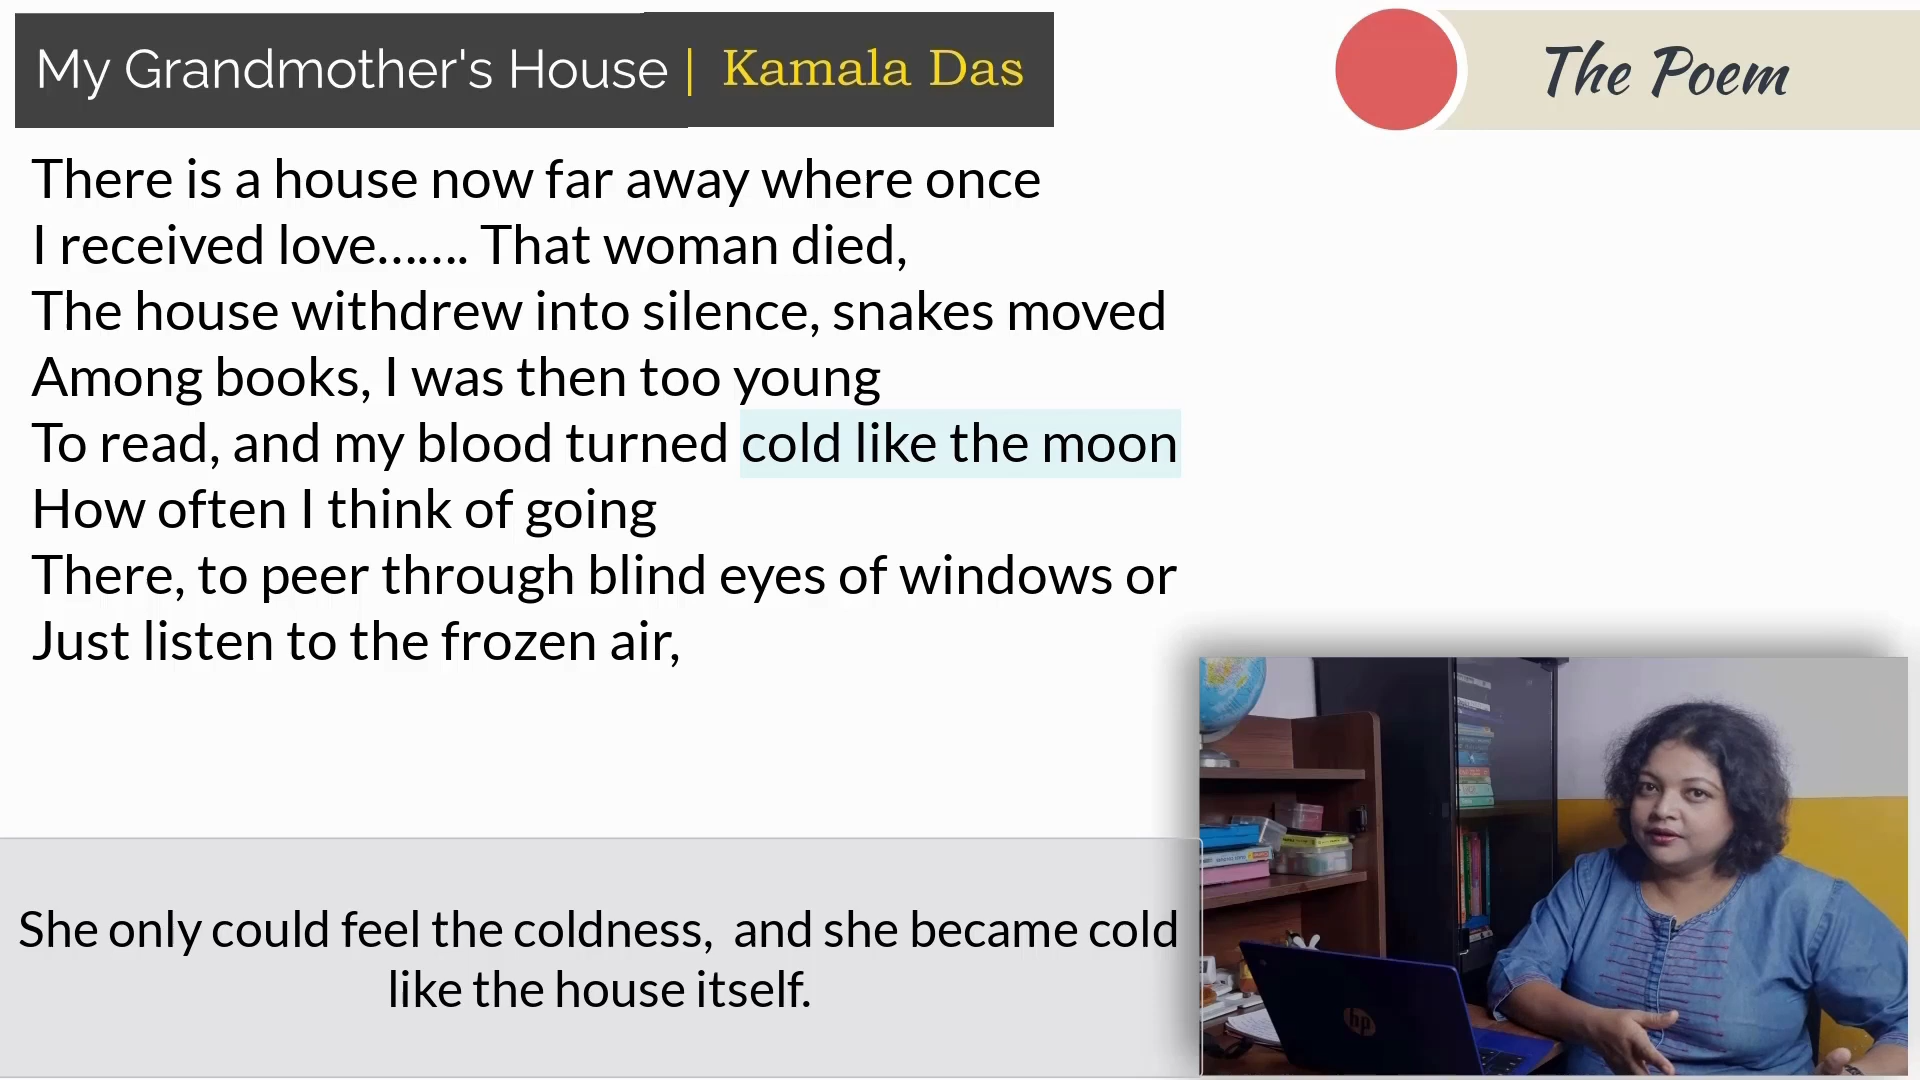 My Grandmother's House | Kamala Das
The Poem
There is a house now far away where once
I received love……. That woman died,
The house withdrew into silence, snakes moved
Among books, I was then too young
To read, and my blood turned cold like the moon
How often I think of going
There, to peer through blind eyes of windows or
Just listen to the frozen air,
She only could feel the coldness, and she became cold
like the house itself.
hp